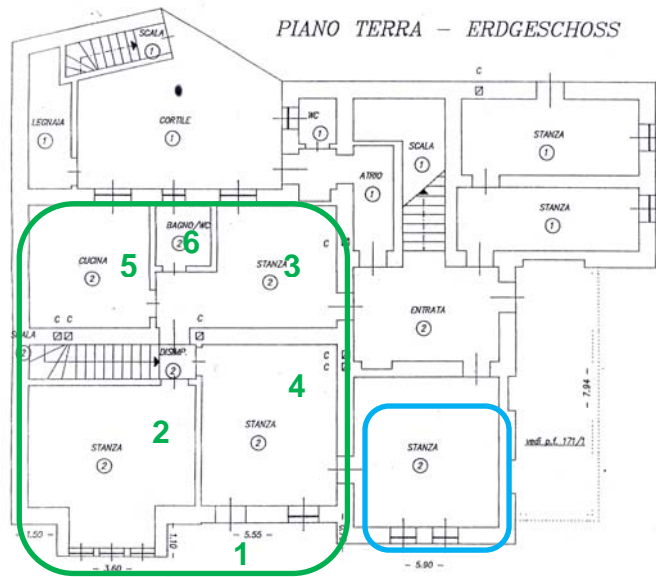 PIANO TERRA - ERDGESCHOSS
SCALA
1
C
LEGNAIA
1
CORTILE
1
WC
1
SCALA
1
STANZA
1
ATRIO
1
STANZA
1
BAGNO/WC
2
6
CUCINA
2
5
STANZA
2
3
C
ENTRATA
2
C C
C
SCALA
2
DISIMP.
2
C
C
4
- 7,94 -
STANZA
2
2
STANZA
2
STANZA
2
vedi p.f. 171/1
- 1,50 -
1,10
- 5.55 -
1
- 3.60 -
- 5.90 -